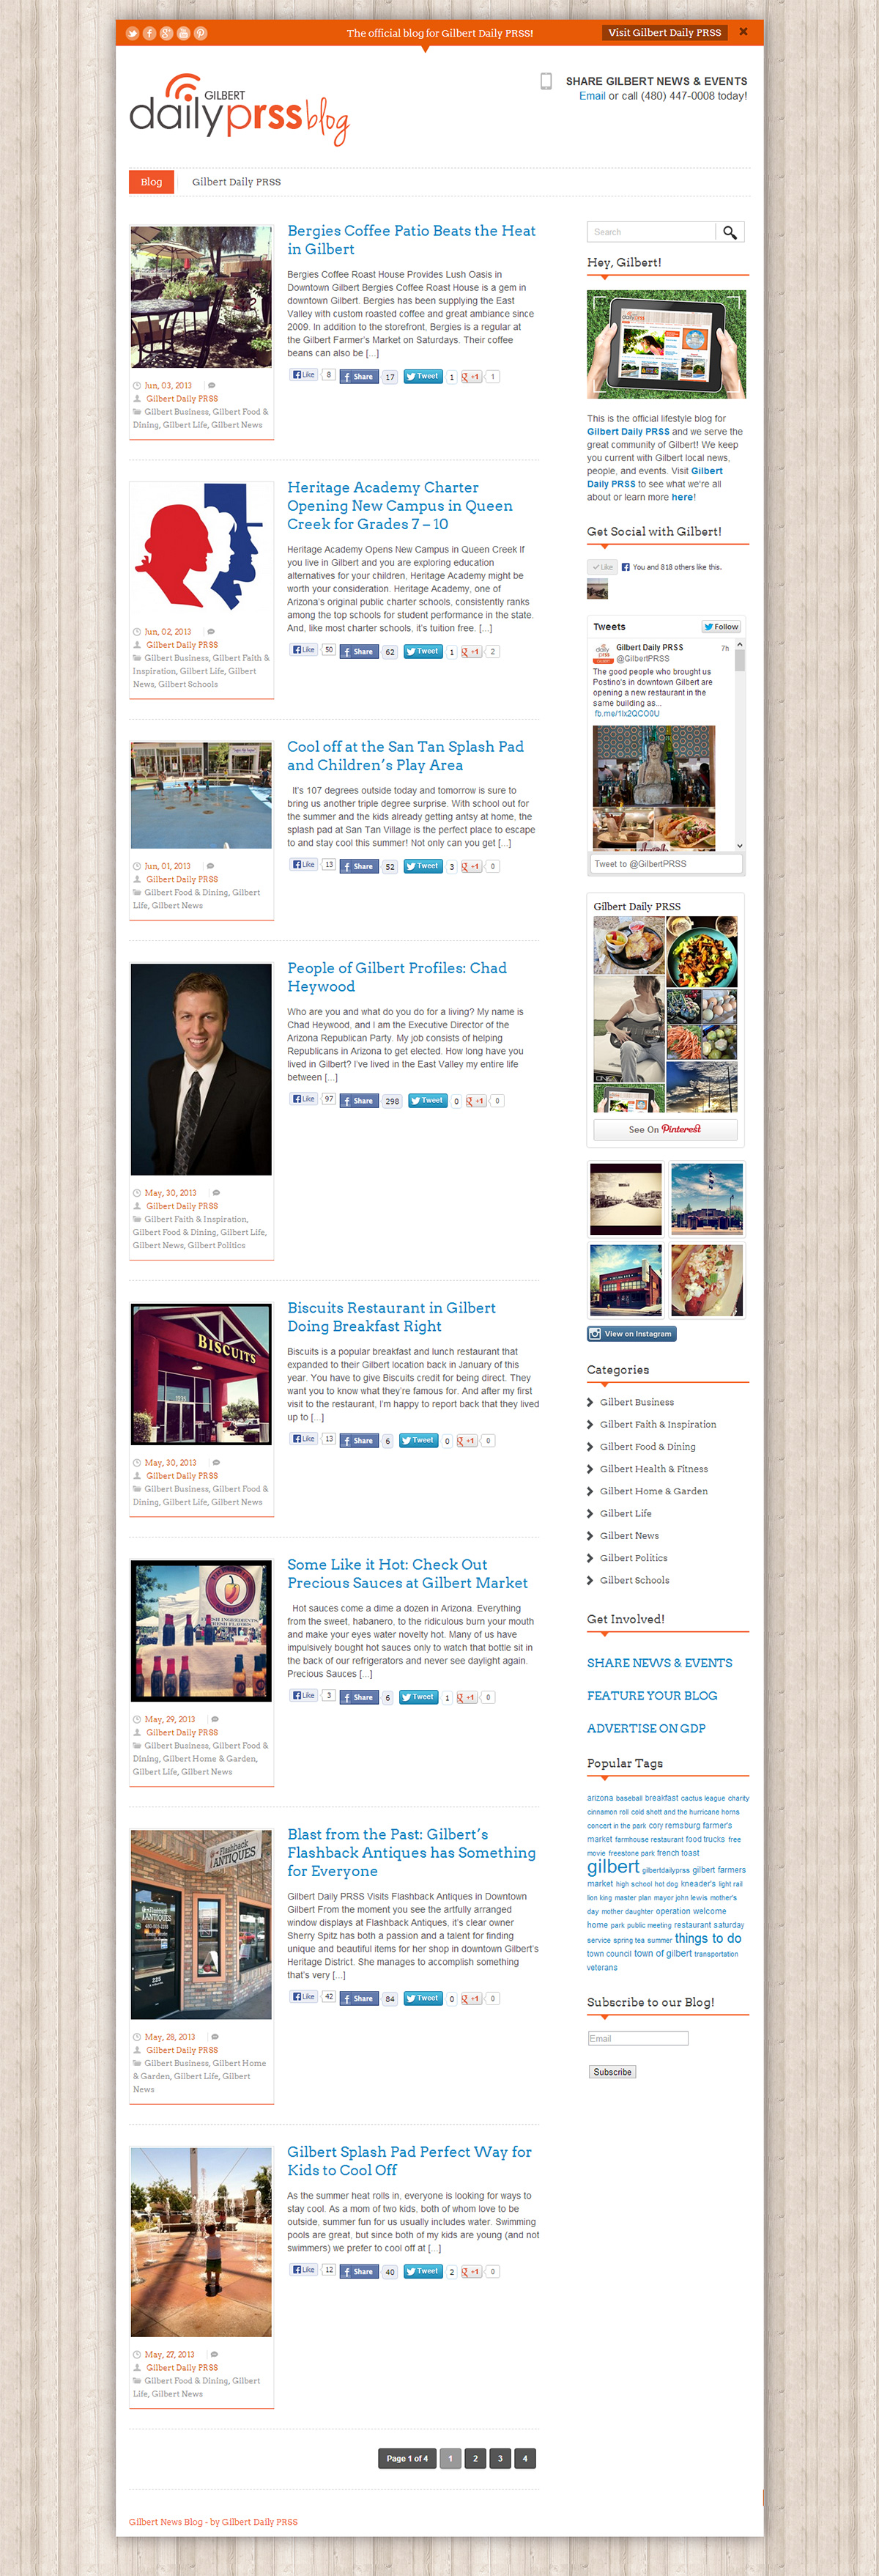 The official blog for Gilbert Daily PRSS!
Visit Gilbert Daily PRSS
GILBERT
dailyprss blog
SHARE GILBERT NEWS & EVENTS
Email or call (480) 447-0008 today!
Blog
Gilbert Daily PRSS
Bergies Coffee Patio Beats the Heat
in Gilbert
Bergies Coffee Roast House Provides Lush Oasis in
Downtown Gilbert Bergies Coffee Roast House is a gem in
downtown Gilbert. Bergies has been supplying the East
Valley with custom roasted coffee and great ambiance since
2009. In addition to the storefront, Bergies is a regular at
the Gilbert Farmer's Market on Saturdays. Their coffee
beans can also be [...]
Like 8 Share 17 Tweet 1 +1 1
Jun, 03, 2013
Gilbert Daily PRSS
Gilbert Business, Gilbert Food &
Dining, Gilbert Life, Gilbert News
Heritage Academy Charter
Opening New Campus in Queen
Creek for Grades 7 – 10
Heritage Academy Opens New Campus in Queen Creek If
you live in Gilbert and you are exploring education
alternatives for your children, Heritage Academy might be
worth your consideration. Heritage Academy, one of
Arizona's original public charter schools, consistently ranks
among the top schools for student performance in the state.
And, like most charter schools, it's tuition free. [...]
Like 50 Share 62 Tweet 1 +1 2
Jun, 02, 2013
Gilbert Daily PRSS
Gilbert Business, Gilbert Faith &
Inspiration, Gilbert Life, Gilbert
News, Gilbert Schools
Cool off at the San Tan Splash Pad
and Children's Play Area
It's 107 degrees outside today and tomorrow is sure to
bring us another triple degree surprise. With school out for
the summer and the kids already getting antsy at home, the
splash pad at San Tan Village is the perfect place to escape
to and stay cool this summer! Not only can you get [...]
Like 13 Share 52 Tweet 3 +1 0
Jun, 01, 2013
Gilbert Daily PRSS
Gilbert Food & Dining, Gilbert
Life, Gilbert News
People of Gilbert Profiles: Chad
Heywood
Who are you and what do you do for a living? My name is
Chad Heywood, and I am the Executive Director of the
Arizona Republican Party. My job consists of helping
Republicans in Arizona to get elected. How long have you
lived in Gilbert? I've lived in the East Valley my entire life
between [...]
Like 97 Share 298 Tweet 0 +1 0
May, 30, 2013
Gilbert Daily PRSS
Gilbert Faith & Inspiration,
Gilbert Food & Dining, Gilbert Life,
Gilbert News, Gilbert Politics
BISCUITS
Biscuits Restaurant in Gilbert
Doing Breakfast Right
Biscuits is a popular breakfast and lunch restaurant that
expanded to their Gilbert location back in January of this
year. You have to give Biscuits credit for being direct. They
want you to know what they're famous for. And after my first
visit to the restaurant, I'm happy to report back that they lived
up to [...]
Like 13 Share 6 Tweet 0 +1 0
May, 30, 2013
Gilbert Daily PRSS
Gilbert Business, Gilbert Food &
Dining, Gilbert Life, Gilbert News
Some Like it Hot: Check Out
Precious Sauces at Gilbert Market
Hot sauces come a dime a dozen in Arizona. Everything
from the sweet, habanero, to the ridiculous burn your mouth
and make your eyes water novelty hot. Many of us have
impulsively bought hot sauces only to watch that bottle sit in
the back of our refrigerators and never see daylight again.
Precious Sauces [...]
Like 3 Share 6 Tweet 1 +1 0
May, 29, 2013
Gilbert Daily PRSS
Gilbert Business, Gilbert Food &
Dining, Gilbert Home & Garden,
Gilbert Life, Gilbert News
Flashback
ANTIQUES
ANTIQUES
225
Blast from the Past: Gilbert's
Flashback Antiques has Something
for Everyone
Gilbert Daily PRSS Visits Flashback Antiques in Downtown
Gilbert From the moment you see the artfully arranged
window displays at Flashback Antiques, it's clear owner
Sherry Spitz has both a passion and a talent for finding
unique and beautiful items for her shop in downtown Gilbert's
Heritage District. She manages to accomplish something
that's very [...]
Like 42 Share 84 Tweet 0 +1 0
May, 28, 2013
Gilbert Daily PRSS
Gilbert Business, Gilbert Home
& Garden, Gilbert Life, Gilbert
News
Gilbert Splash Pad Perfect Way for
Kids to Cool Off
As the summer heat rolls in, everyone is looking for ways to
stay cool. As a mom of two kids, both of whom love to be
outside, summer fun for us usually includes water. Swimming
pools are great, but since both of my kids are young (and not
swimmers) we prefer to cool off at [...]
Like 12 Share 40 Tweet 2 +1 0
May, 27, 2013
Gilbert Daily PRSS
Gilbert Food & Dining, Gilbert
Life, Gilbert News
Page 1 of 4 1 2 3 4
Search
Hey, Gilbert!
This is the official lifestyle blog for
Gilbert Daily PRSS and we serve the
great community of Gilbert! We keep
you current with Gilbert local news,
people, and events. Visit Gilbert
Daily PRSS to see what we're all
about or learn more here!
Get Social with Gilbert!
Like You and 818 others like this.
Tweets Follow
Gilbert Daily PRSS 7h
@GilbertPRSS
The good people who brought us
Postino's in downtown Gilbert are
opening a new restaurant in the
same building as...
fb.me/1Ix2QCO0U
Tweet to @GilbertPRSS
Gilbert Daily PRSS
See On Pinterest
View on Instagram
Categories
Gilbert Business
Gilbert Faith & Inspiration
Gilbert Food & Dining
Gilbert Health & Fitness
Gilbert Home & Garden
Gilbert Life
Gilbert News
Gilbert Politics
Gilbert Schools
Get Involved!
SHARE NEWS & EVENTS
FEATURE YOUR BLOG
ADVERTISE ON GDP
Popular Tags
arizona baseball breakfast cactus league charity
cinnamon roll cold shott and the hurricane horns
concert in the park cory remsburg farmer's
market farmhouse restaurant food trucks free
movie freestone park french toast
gilbert gilbertdailyprss gilbert farmers
market high school hot dog kneader's light rail
lion king master plan mayor john lewis mother's
day mother daughter operation welcome
home park public meeting restaurant saturday
service spring tea summer things to do
town council town of gilbert transportation
veterans
Subscribe to our Blog!
Email
Subscribe
Gilbert News Blog - by Gilbert Daily PRSS